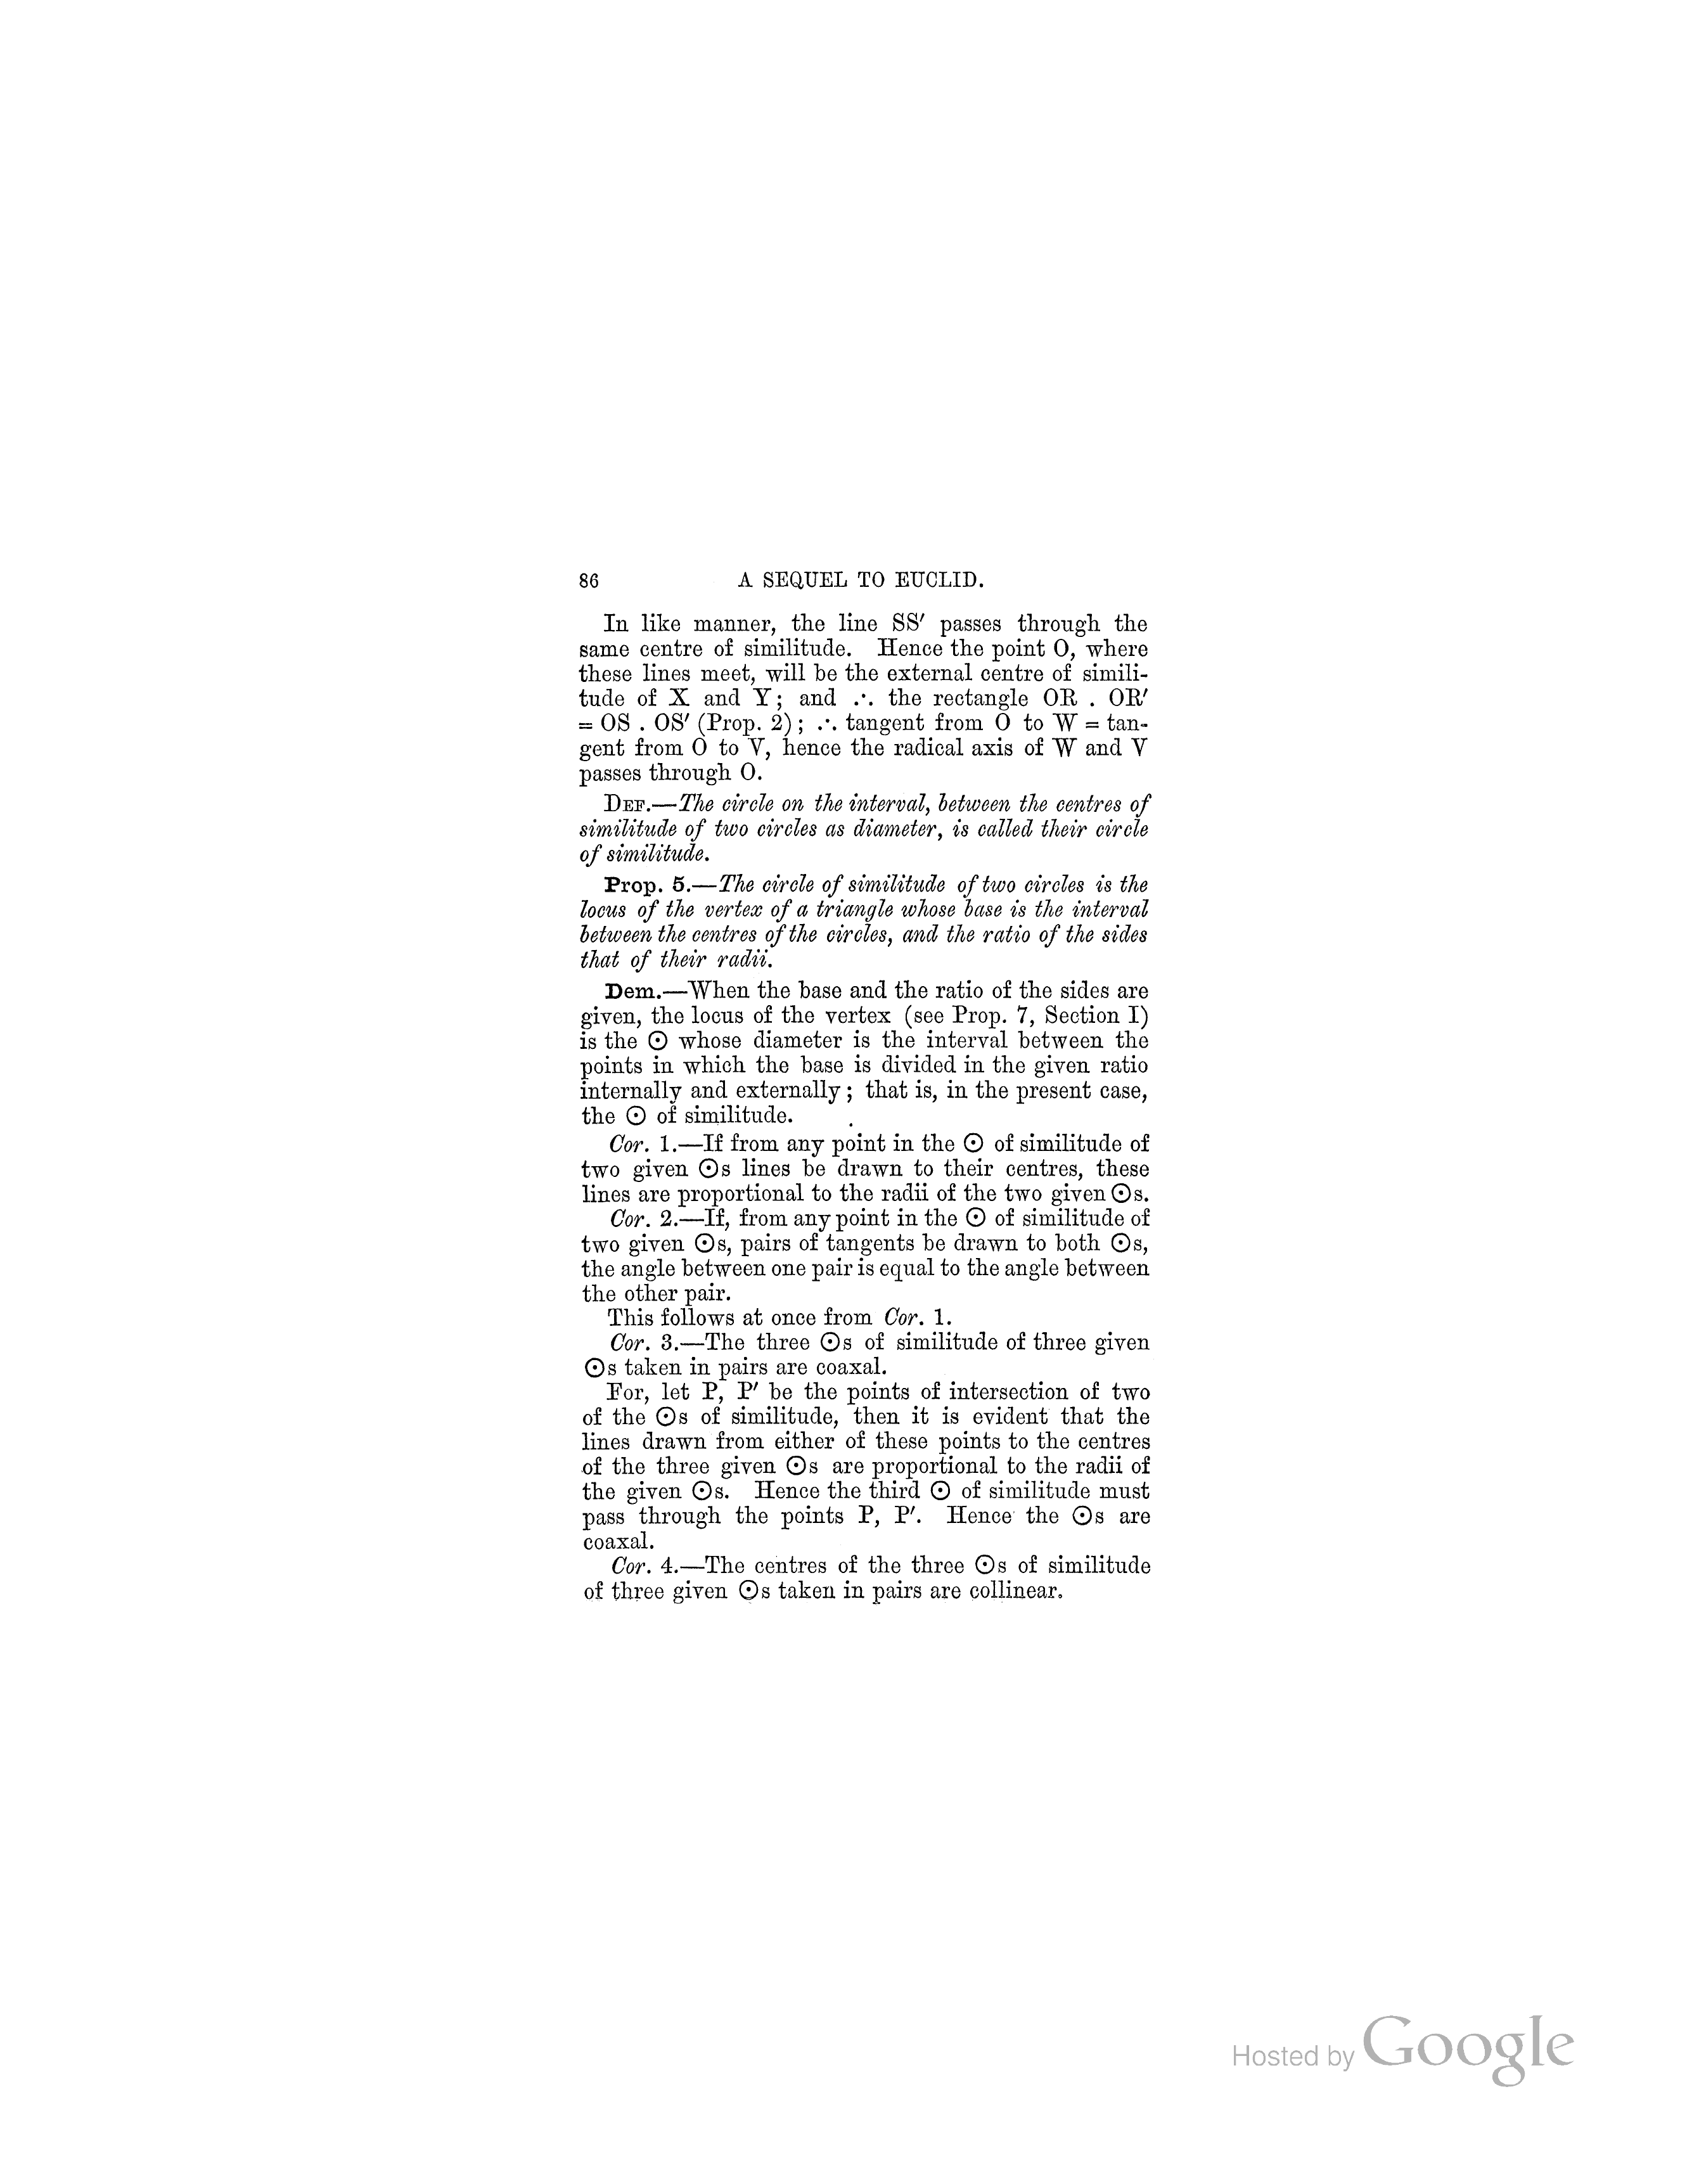 86 A SEQUEL TO EUCLID.
In like manner, the line SS′ passes through the
same centre of similitude. Hence the point O, where
these lines meet, will be the external centre of simili-
tude of X and Y; and ∴ the rectangle OR . OR′
= OS . OS′ (Prop. 2); ∴ tangent from O to W = tan-
gent from O to V, hence the radical axis of W and V
passes through O.
DEF.—The circle on the interval, between the centres of
similitude of two circles as diameter, is called their circle
of similitude.
Prop. 5.—The circle of similitude of two circles is the
locus of the vertex of a triangle whose base is the interval
between the centres of the circles, and the ratio of the sides
that of their radii.
Dem.—When the base and the ratio of the sides are
given, the locus of the vertex (see Prop. 7, Section I)
is the ⊙ whose diameter is the interval between the
points in which the base is divided in the given ratio
internally and externally; that is, in the present case,
the ⊙ of similitude.
Cor. 1.—If from any point in the ⊙ of similitude of
two given ⊙s lines be drawn to their centres, these
lines are proportional to the radii of the two given ⊙s.
Cor. 2.—If, from any point in the ⊙ of similitude of
two given ⊙s, pairs of tangents be drawn to both ⊙s,
the angle between one pair is equal to the angle between
the other pair.
This follows at once from Cor. 1.
Cor. 3.—The three ⊙s of similitude of three given
⊙s taken in pairs are coaxal.
For, let P, P′ be the points of intersection of two
of the ⊙s of similitude, then it is evident that the
lines drawn from either of these points to the centres
of the three given ⊙s are proportional to the radii of
the given ⊙s. Hence the third ⊙ of similitude must
pass through the points P, P′. Hence the ⊙s are
coaxal.
Cor. 4.—The centres of the three ⊙s of similitude
of three given ⊙s taken in pairs are collinear.
Hosted by Google